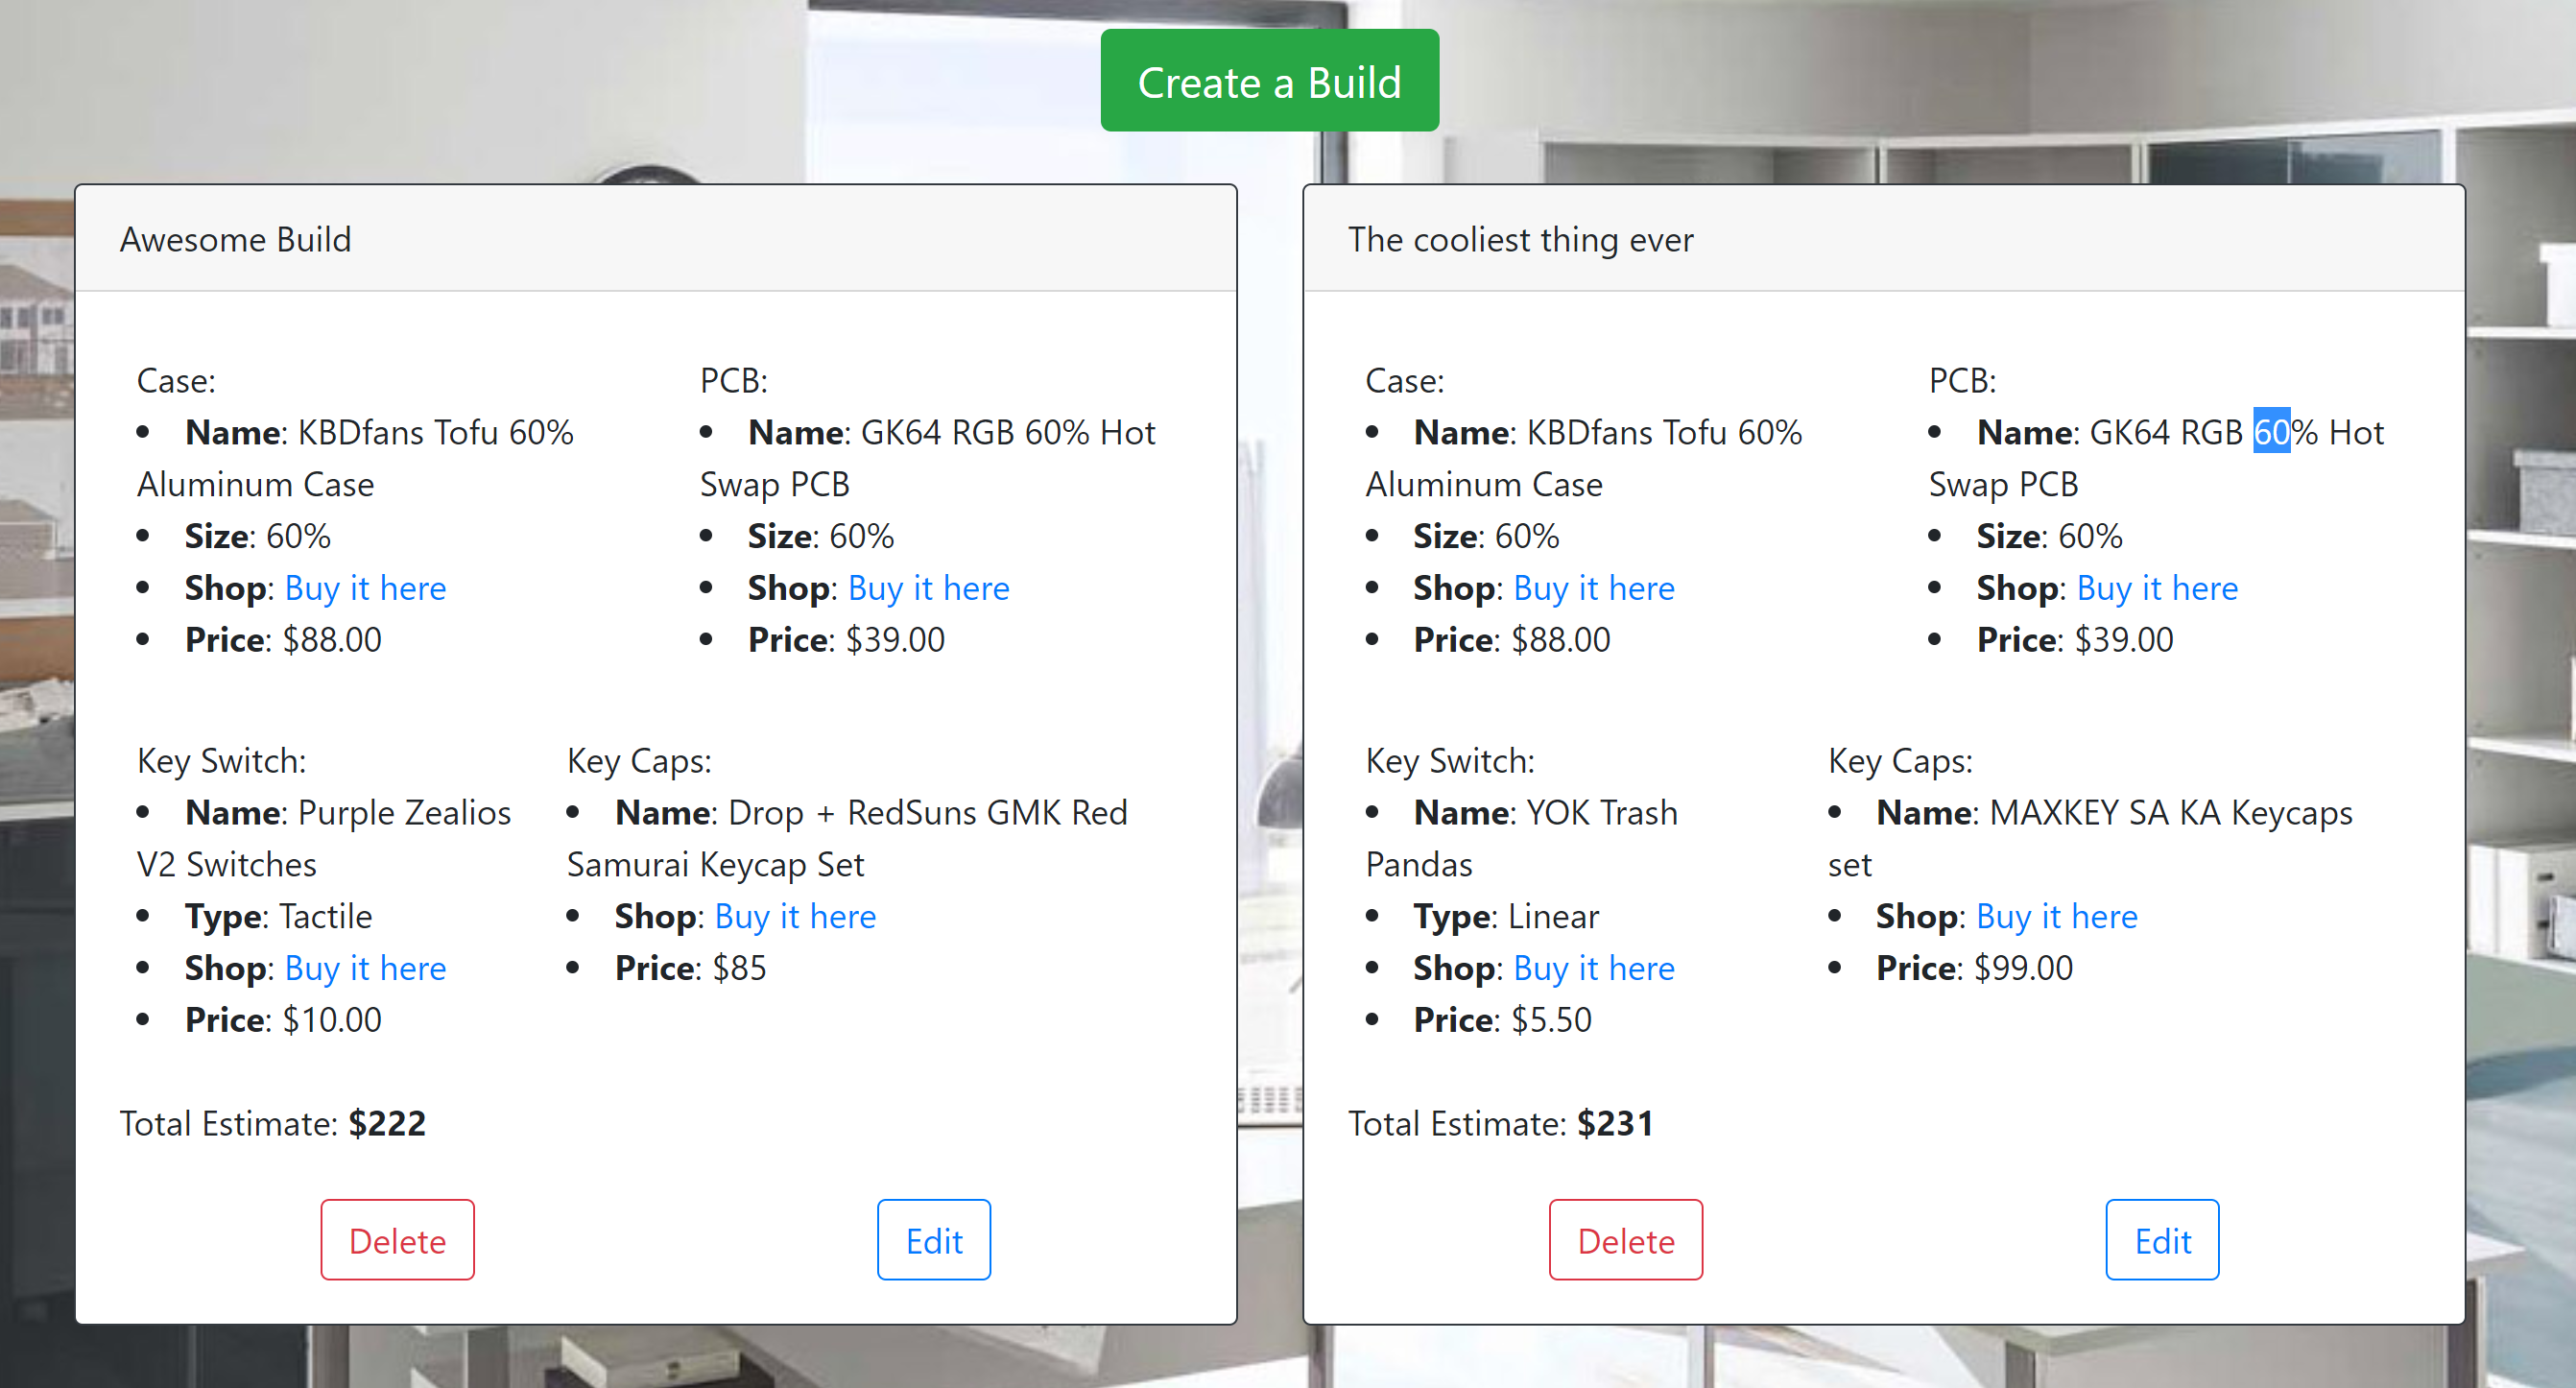 Create a Build
Awesome Build
Case:
• Name: KBDfans Tofu 60%
Aluminum Case
• Size: 60%
• Shop: Buy it here
• Price: $88.00
PCB:
• Name: GK64 RGB 60% Hot
Swap PCB
• Size: 60%
• Shop: Buy it here
• Price: $39.00
Key Switch:
• Name: Purple Zealios
V2 Switches
• Type: Tactile
• Shop: Buy it here
• Price: $10.00
Key Caps:
• Name: Drop + RedSuns GMK Red
Samurai Keycap Set
• Shop: Buy it here
• Price: $85
Total Estimate: $222
Delete
Edit
The cooliest thing ever
Case:
• Name: KBDfans Tofu 60%
Aluminum Case
• Size: 60%
• Shop: Buy it here
• Price: $88.00
PCB:
• Name: GK64 RGB 60% Hot
Swap PCB
• Size: 60%
• Shop: Buy it here
• Price: $39.00
Key Switch:
• Name: YOK Trash
Pandas
• Type: Linear
• Shop: Buy it here
• Price: $5.50
Key Caps:
• Name: MAXKEY SA KA Keycaps
set
• Shop: Buy it here
• Price: $99.00
Total Estimate: $231
Delete
Edit